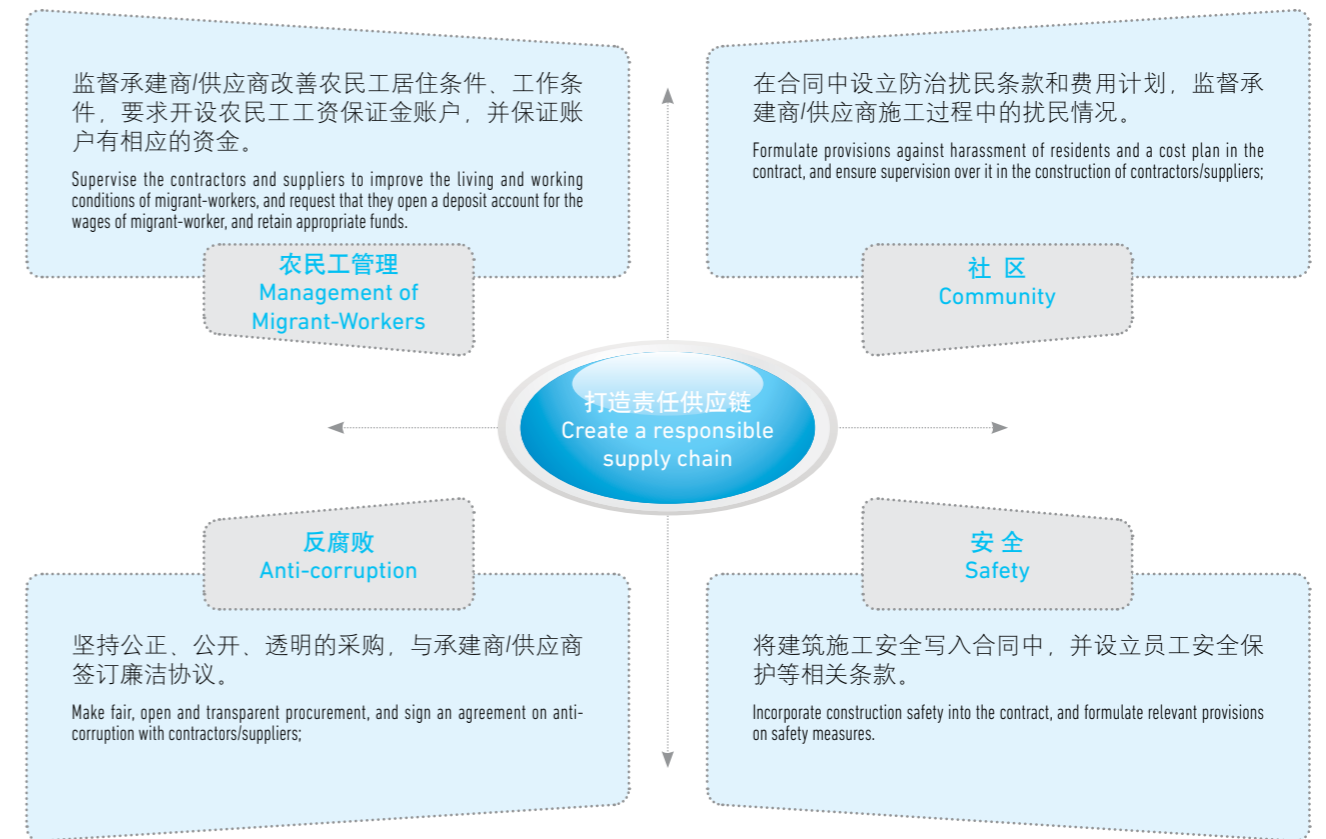 监督承建商/供应商改善农民工居住条件、工作条
件，要求开设农民工工资保证金账户，并保证账
户有相应的资金。
Supervise the contractors and suppliers to improve the living and working
conditions of migrant-workers, and request that they open a deposit account for the
wages of migrant-worker, and retain appropriate funds.
农民工管理
Management of
Migrant-Workers
在合同中设立防治扰民条款和费用计划，监督承
建商/供应商施工过程中的扰民情况。
Formulate provisions against harassment of residents and a cost plan in the
contract, and ensure supervision over it in the construction of contractors/suppliers;
社 区
Community
打造责任供应链
Create a responsible
supply chain
反腐败
Anti-corruption
坚持公正、公开、透明的采购，与承建商/供应商
签订廉洁协议。
Make fair, open and transparent procurement, and sign an agreement on anti-
corruption with contractors/suppliers;
安 全
Safety
将建筑施工安全写入合同中，并设立员工安全保
护等相关条款。
Incorporate construction safety into the contract, and formulate relevant provisions
on safety measures.